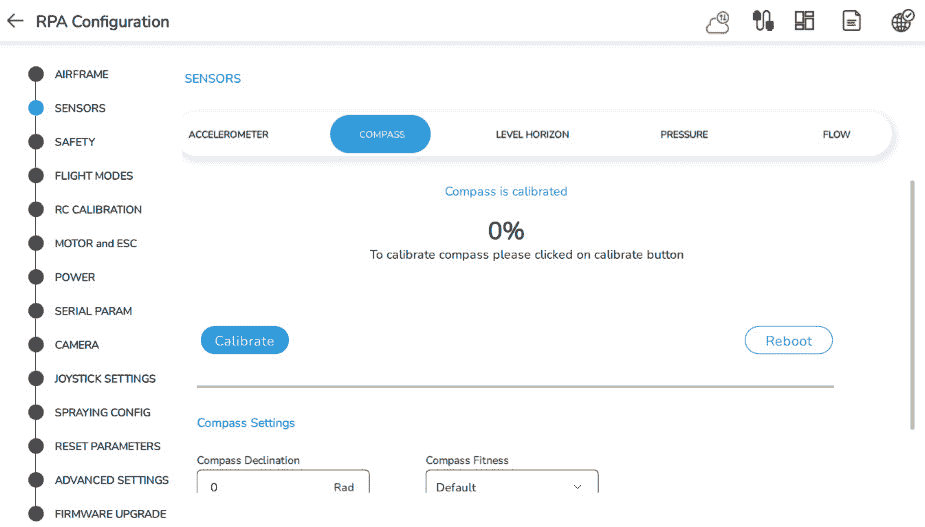 RPA Configuration
AIRFRAME
SENSORS
SAFETY
FLIGHT MODES
RC CALIBRATION
MOTOR and ESC
POWER
SERIAL PARAM
CAMERA
JOYSTICK SETTINGS
SPRAYING CONFIG
RESET PARAMETERS
ADVANCED SETTINGS
FIRMWARE UPGRADE
SENSORS
ACCELEROMETER COMPASS LEVEL HORIZON PRESSURE FLOW
Compass is calibrated
0%
To calibrate compass please clicked on calibrate button
Calibrate Reboot
Compass Settings
Compass Declination Compass Fitness
0 Rad Default